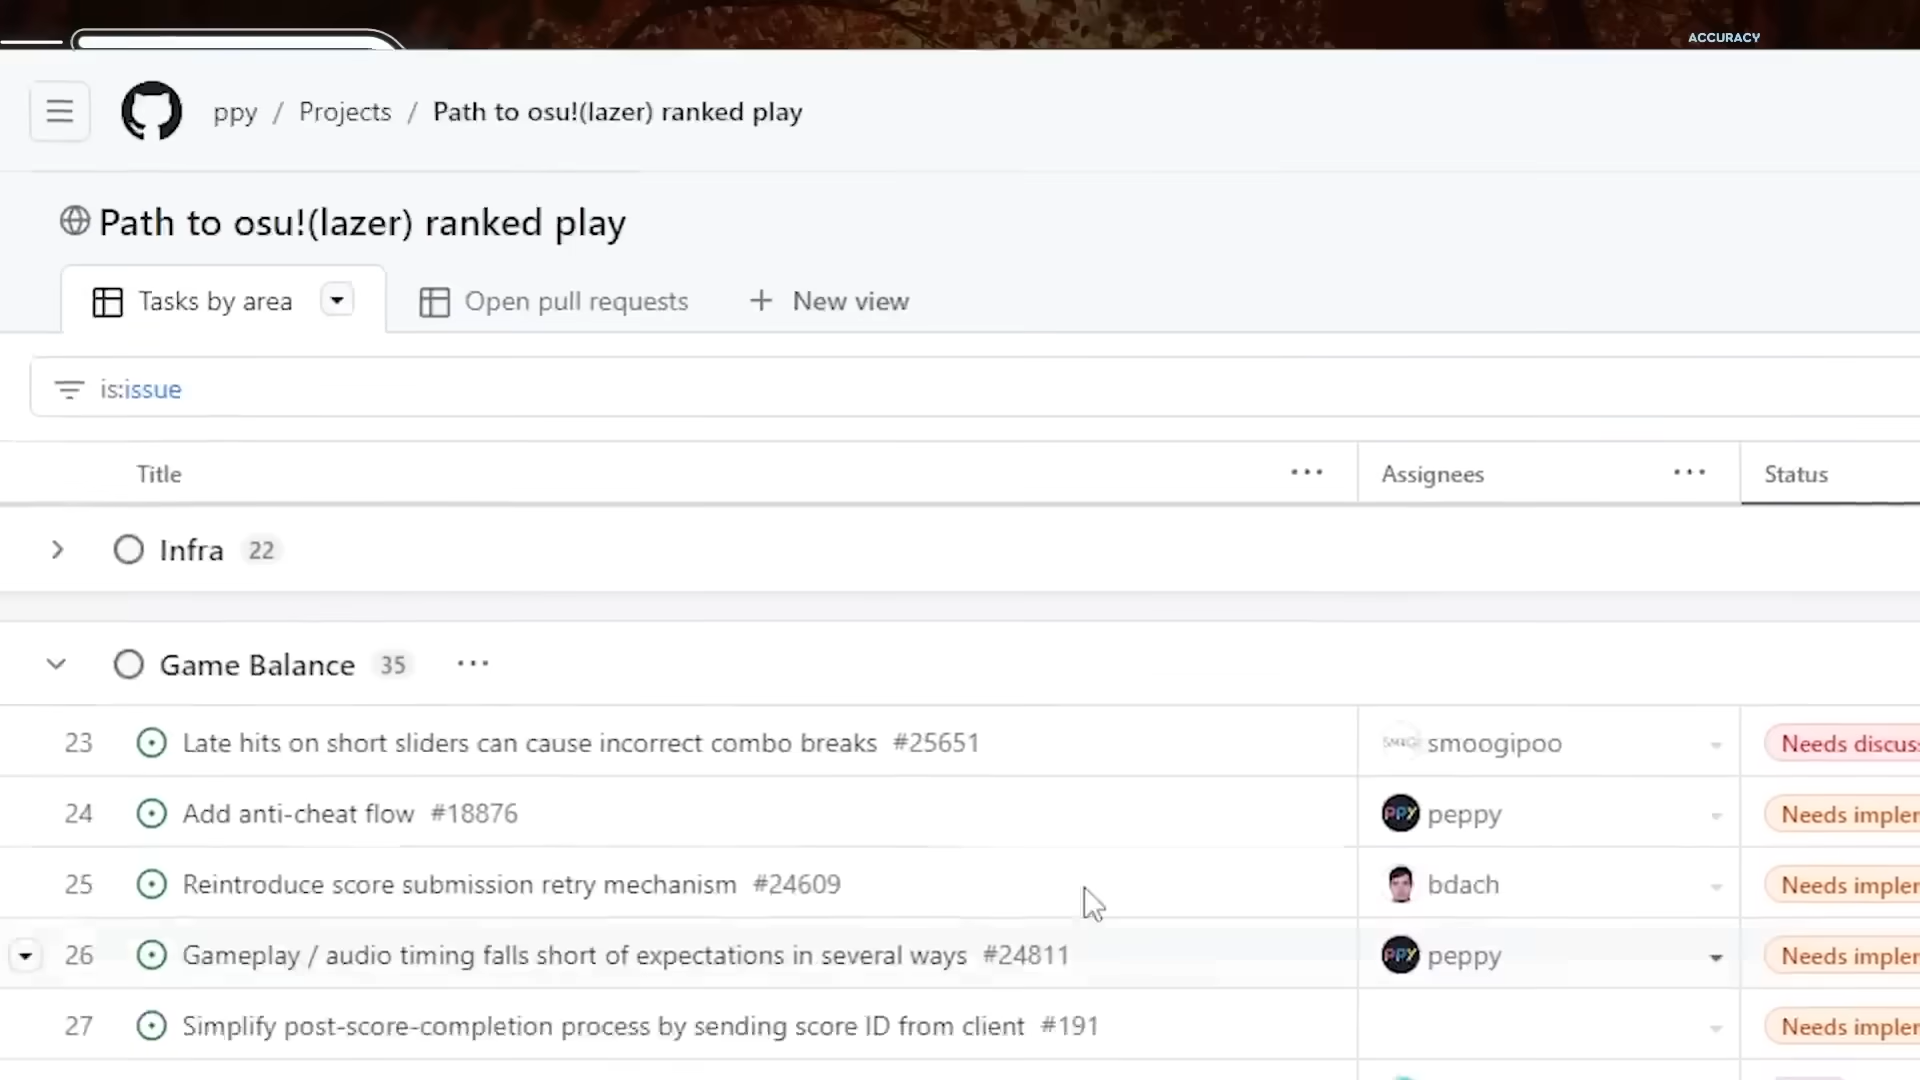 ACCURACY
ppy / Projects / Path to osu!(lazer) ranked play
Path to osu!(lazer) ranked play
Tasks by area Open pull requests + New view
is:issue
Title ... Assignees ... Status
Infra 22
Game Balance 35 ...
23 Late hits on short sliders can cause incorrect combo breaks #25651 smoogipoo Needs discus
24 Add anti-cheat flow #18876 ppy peppy Needs implem
25 Reintroduce score submission retry mechanism #24609 bdach Needs implem
26 Gameplay / audio timing falls short of expectations in several ways #24811 ppy peppy Needs implem
27 Simplify post-score-completion process by sending score ID from client #191 Needs implem